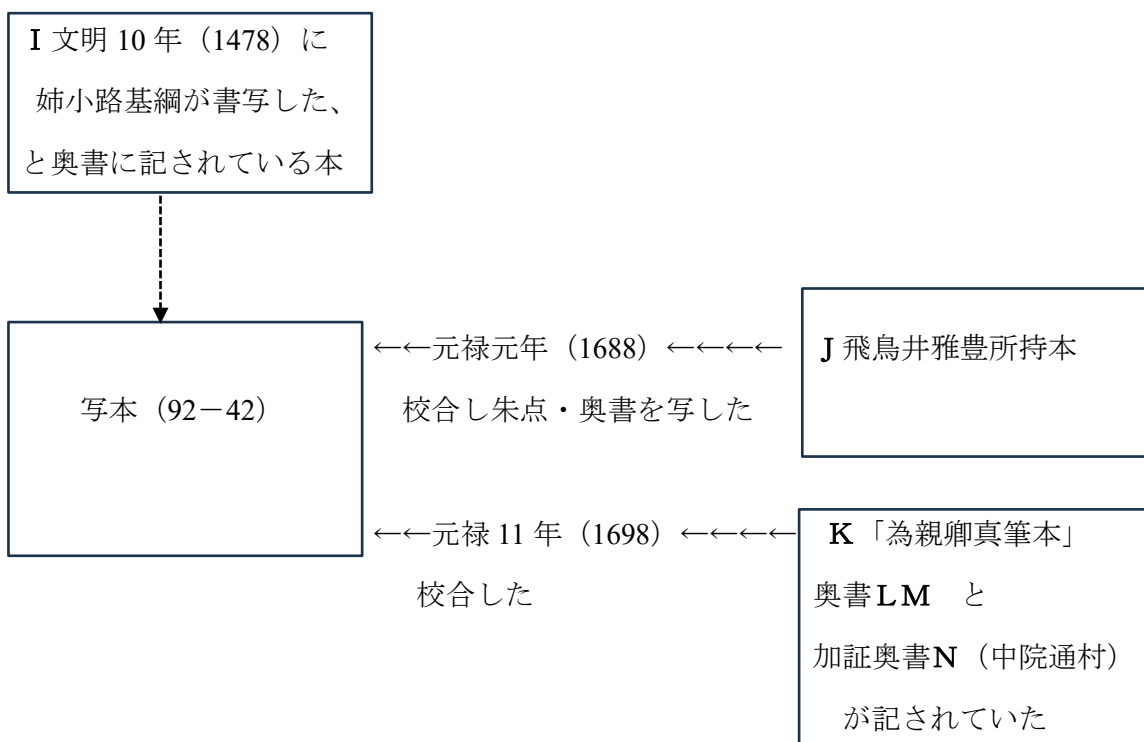 I 文明 10 年（1478）に
姉小路基綱が書写した、
と奥書に記されている本
写本（92－42）
←←元禄元年（1688）←←←←
校合し朱点・奥書を写した
J 飛鳥井雅豊所持本
←←元禄 11 年（1698）←←←←
校合した
K「為親卿真筆本」
奥書LM　と
加証奥書N（中院通村）
が記されていた